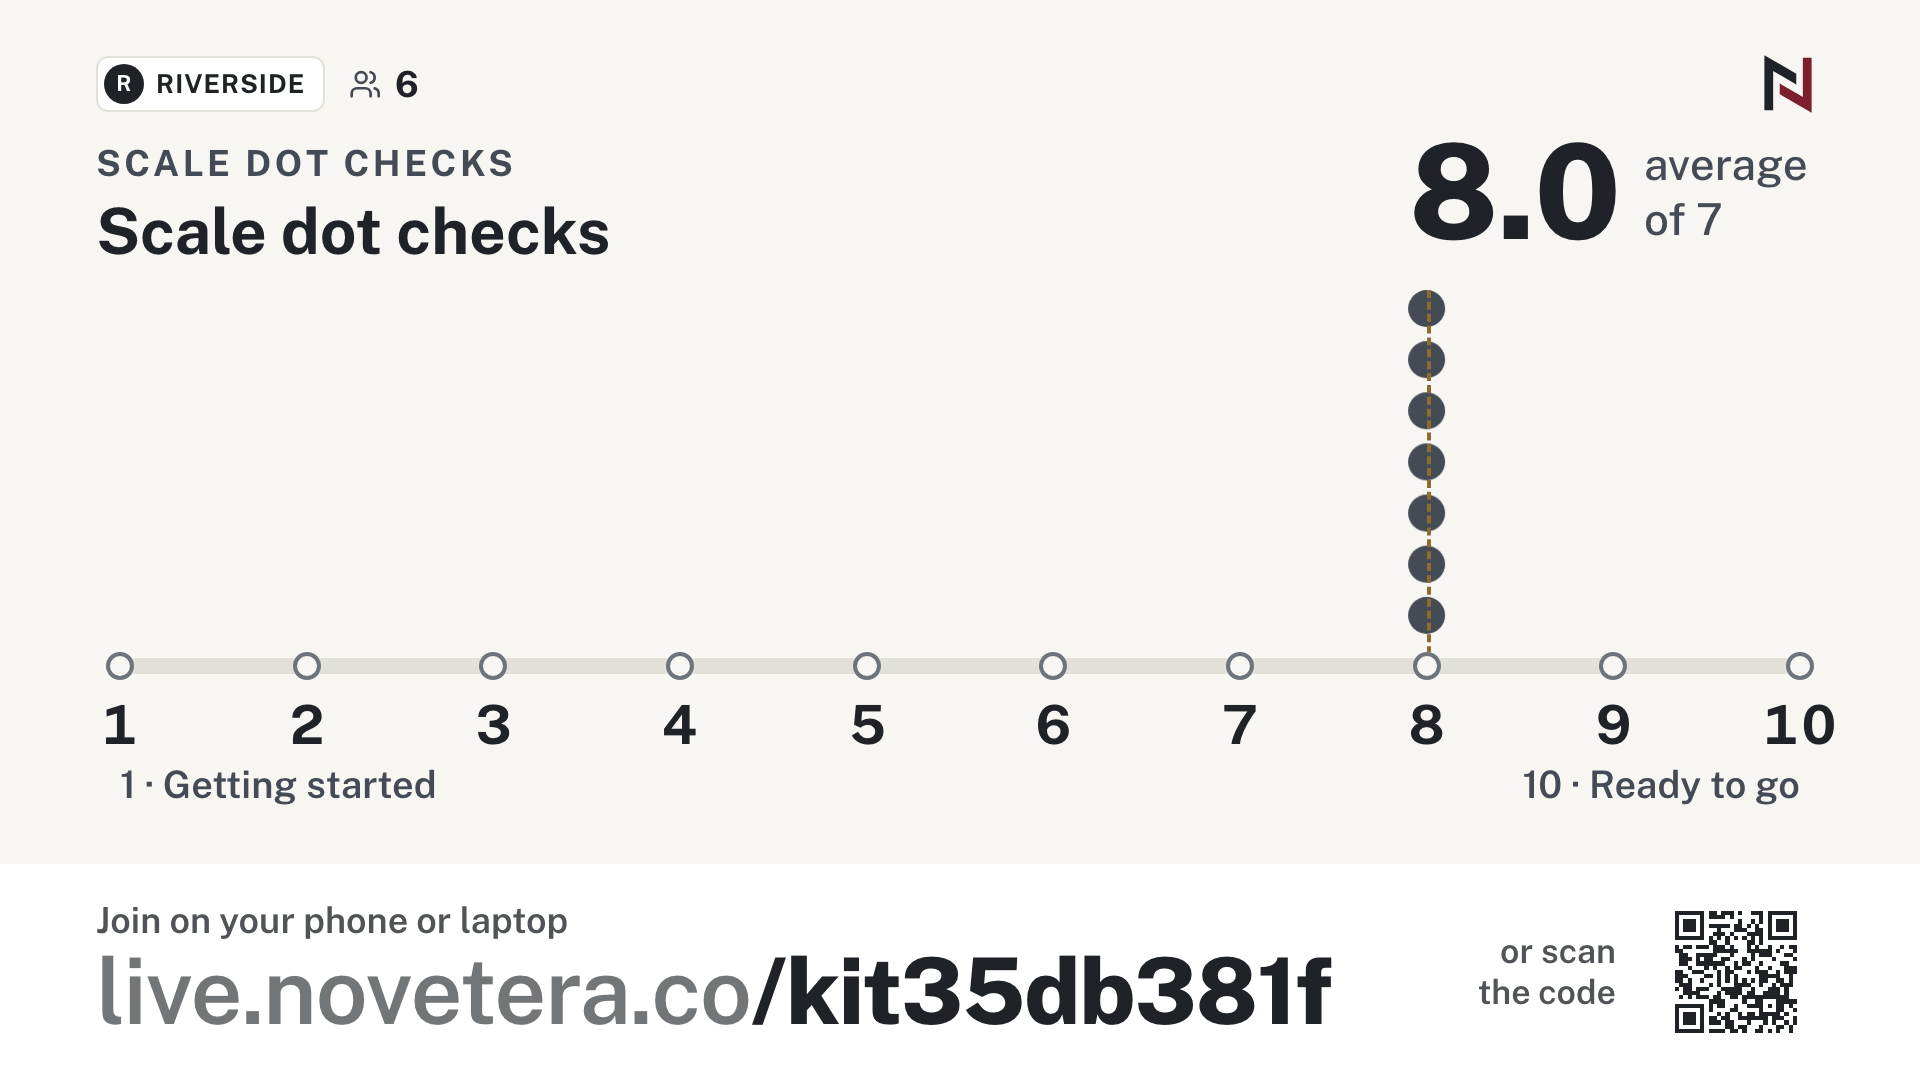 R RIVERSIDE 6
SCALE DOT CHECKS
Scale dot checks
8.0 average
of 7
1 2 3 4 5 6 7 8 9 10
1 · Getting started 10 · Ready to go
Join on your phone or laptop
live.novetera.co/kit35db381f
or scan
the code